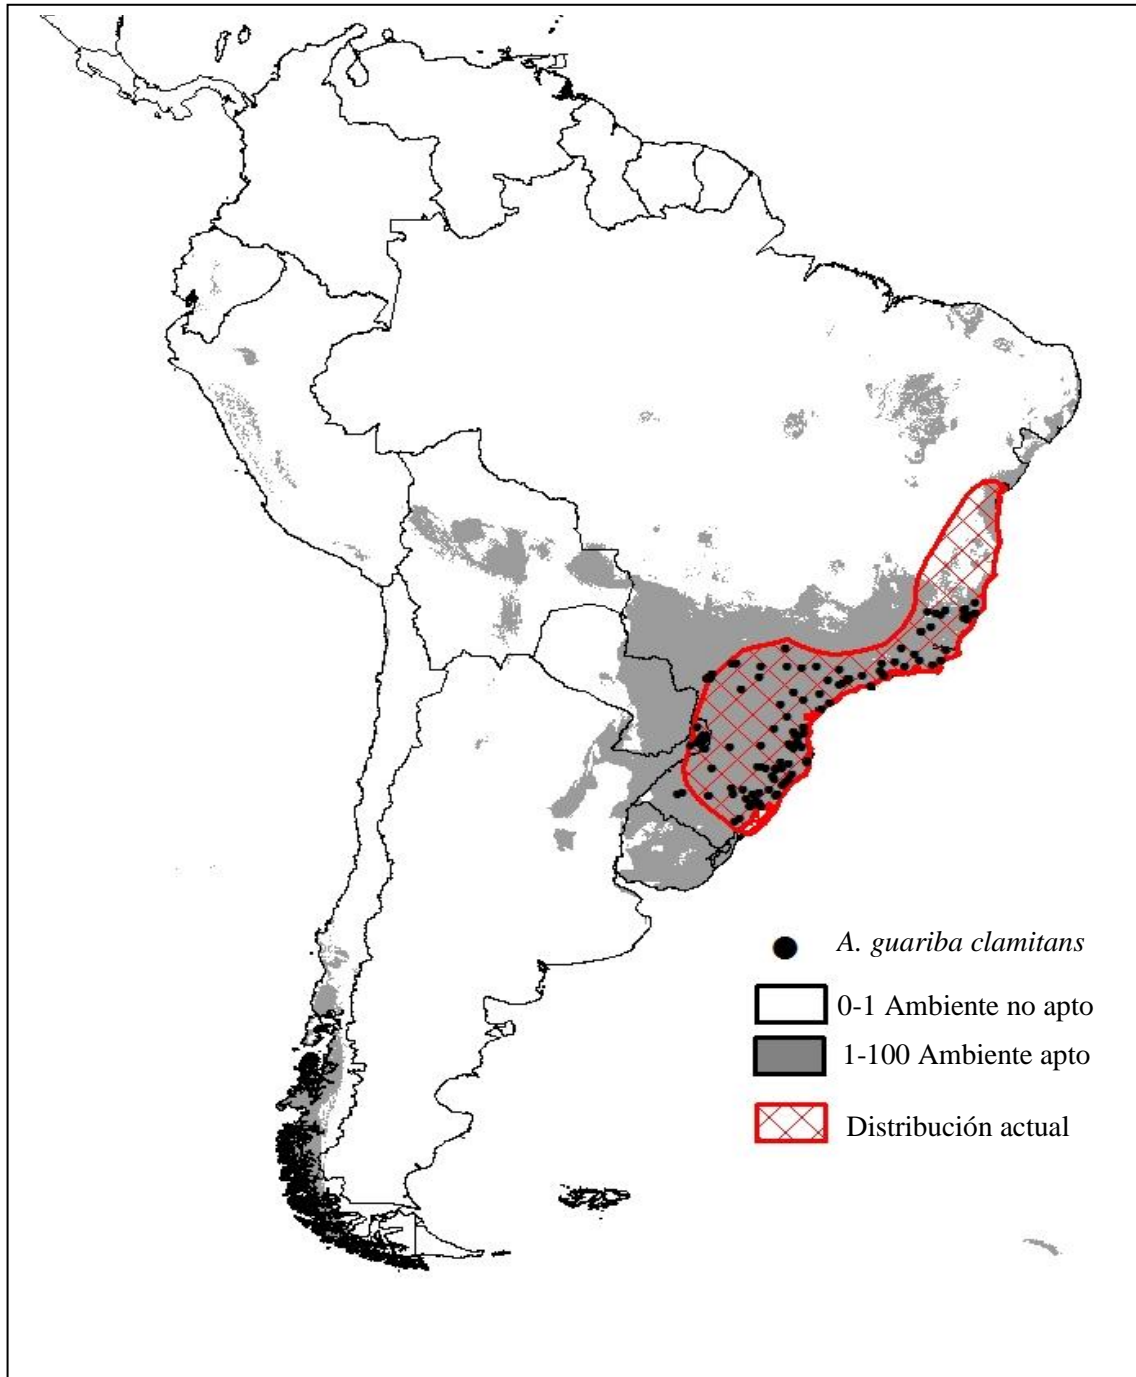 A. guariba clamitans
0-1 Ambiente no apto
1-100 Ambiente apto
Distribución actual